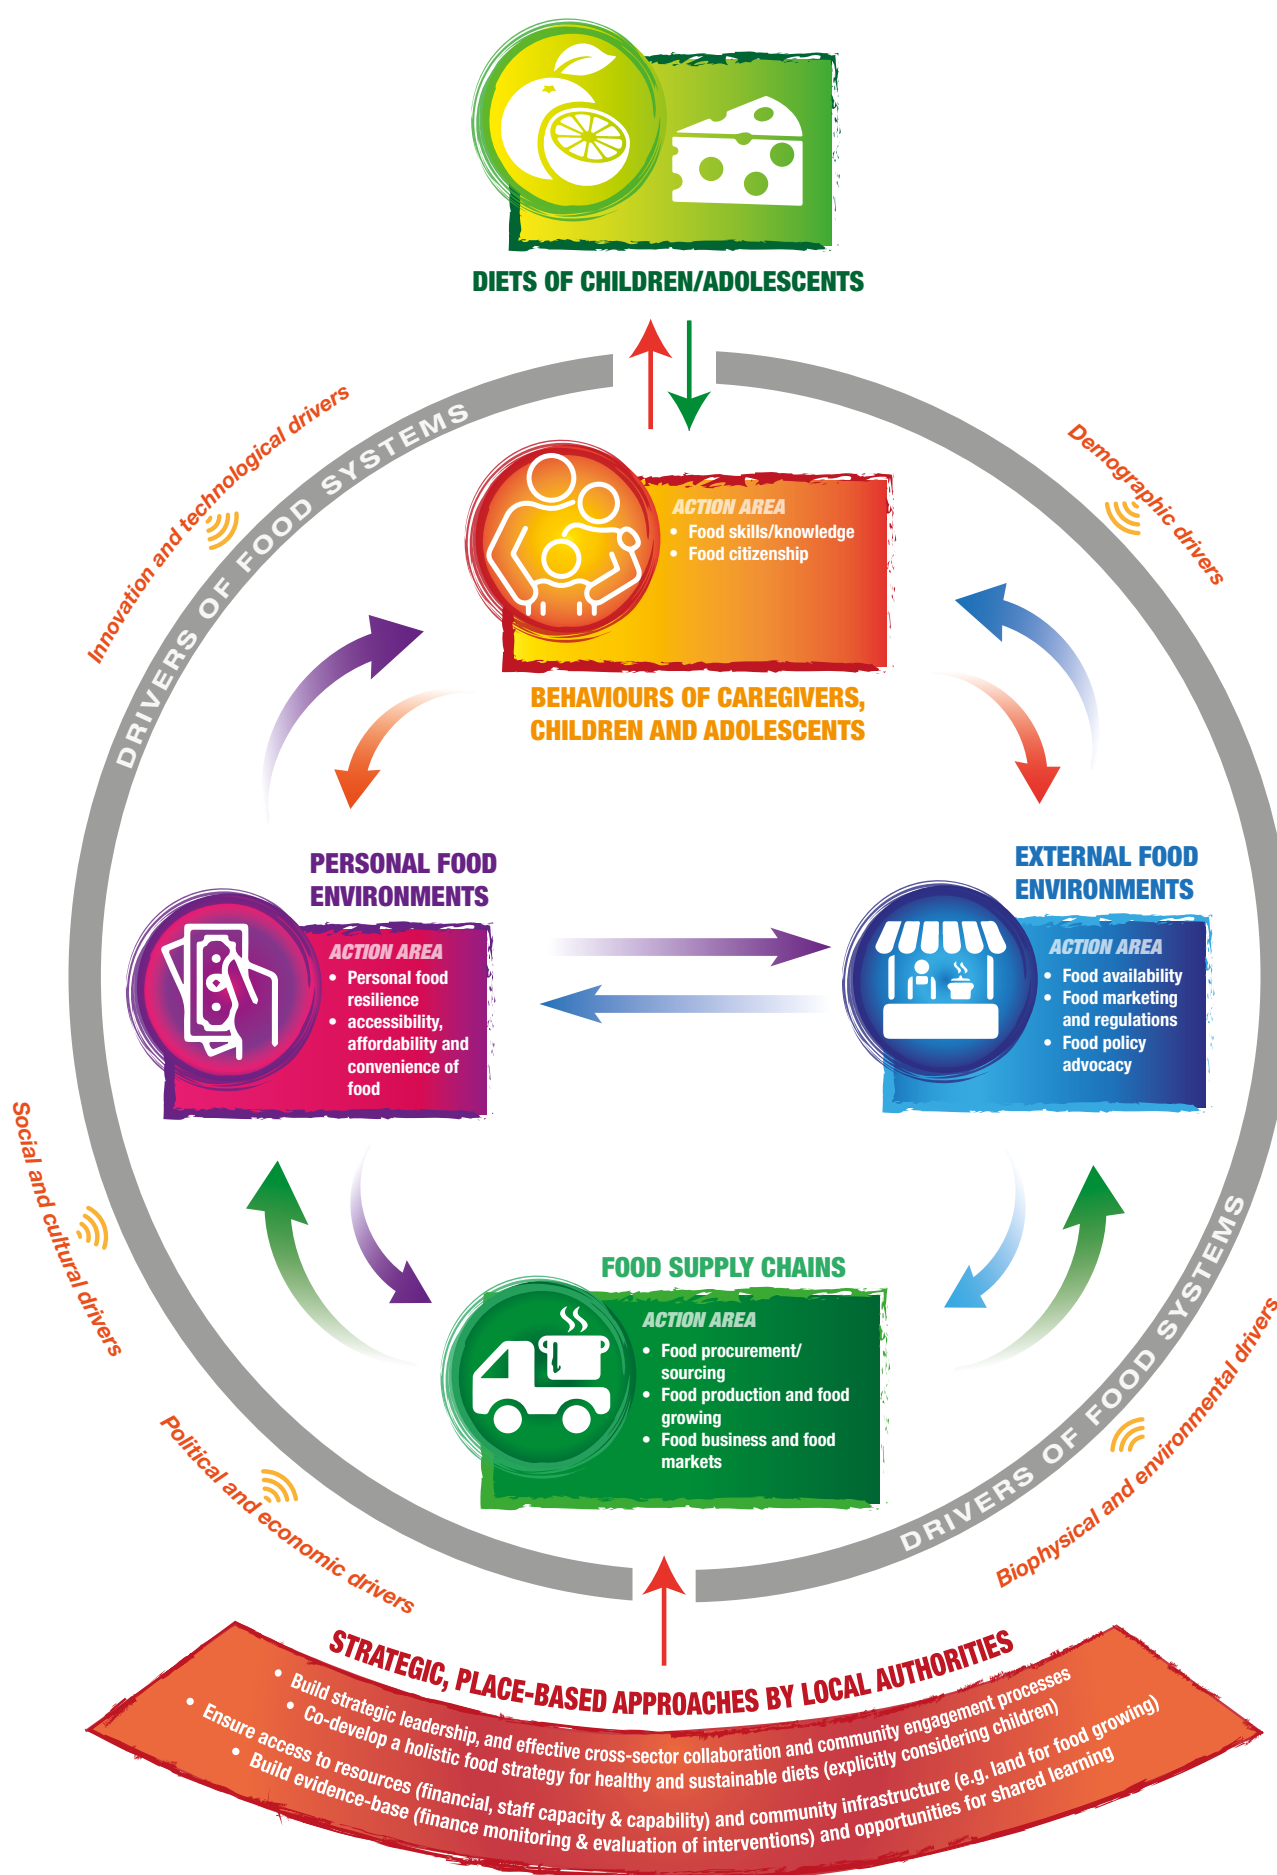 DIETS OF CHILDREN/ADOLESCENTS
DRIVERS OF FOOD SYSTEMS
Innovation and technological drivers
Demographic drivers
ACTION AREA
• Food skills/knowledge
• Food citizenship
BEHAVIOURS OF CAREGIVERS,
CHILDREN AND ADOLESCENTS
PERSONAL FOOD
ENVIRONMENTS
ACTION AREA
• Personal food
resilience
• accessibility,
affordability and
convenience of
food
EXTERNAL FOOD
ENVIRONMENTS
ACTION AREA
• Food availability
• Food marketing
and regulations
• Food policy
advocacy
Social and cultural drivers
FOOD SUPPLY CHAINS
ACTION AREA
• Food procurement/
sourcing
• Food production and food
growing
• Food business and food
markets
DRIVERS OF FOOD SYSTEMS
Political and economic drivers
Biophysical and environmental drivers
STRATEGIC, PLACE-BASED APPROACHES BY LOCAL AUTHORITIES
• Build strategic leadership, and effective cross-sector collaboration and community engagement processes
• Co-develop a holistic food strategy for healthy and sustainable diets (explicitly considering children)
• Ensure access to resources (financial, staff capacity & capability) and community infrastructure (e.g. land for food growing)
• Build evidence-base (finance monitoring & evaluation of interventions) and opportunities for shared learning